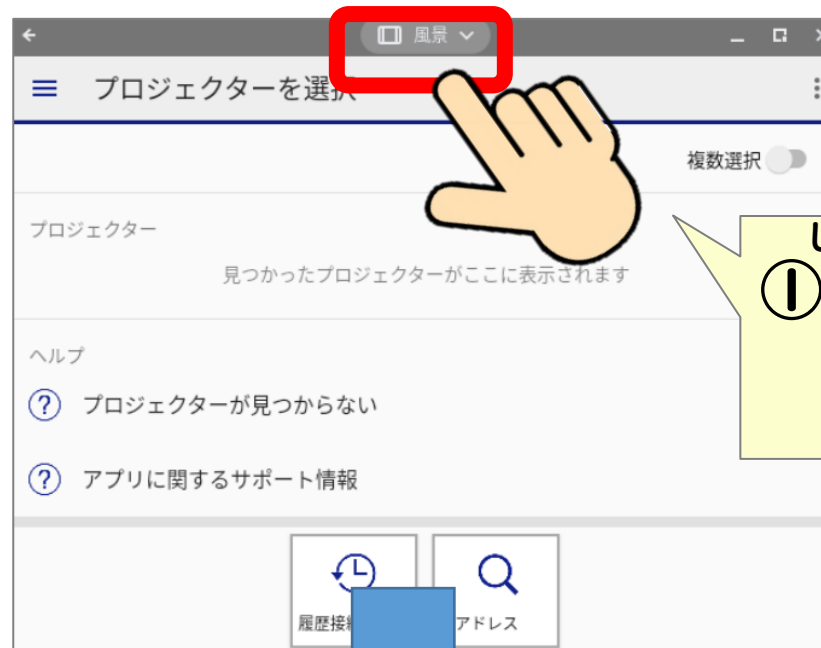 風景
プロジェクターを選択
複数選択
プロジェクター
見つかったプロジェクターがここに表示されます
①
ヘルプ
プロジェクターが見つからない
アプリに関するサポート情報
履歴接
アドレス